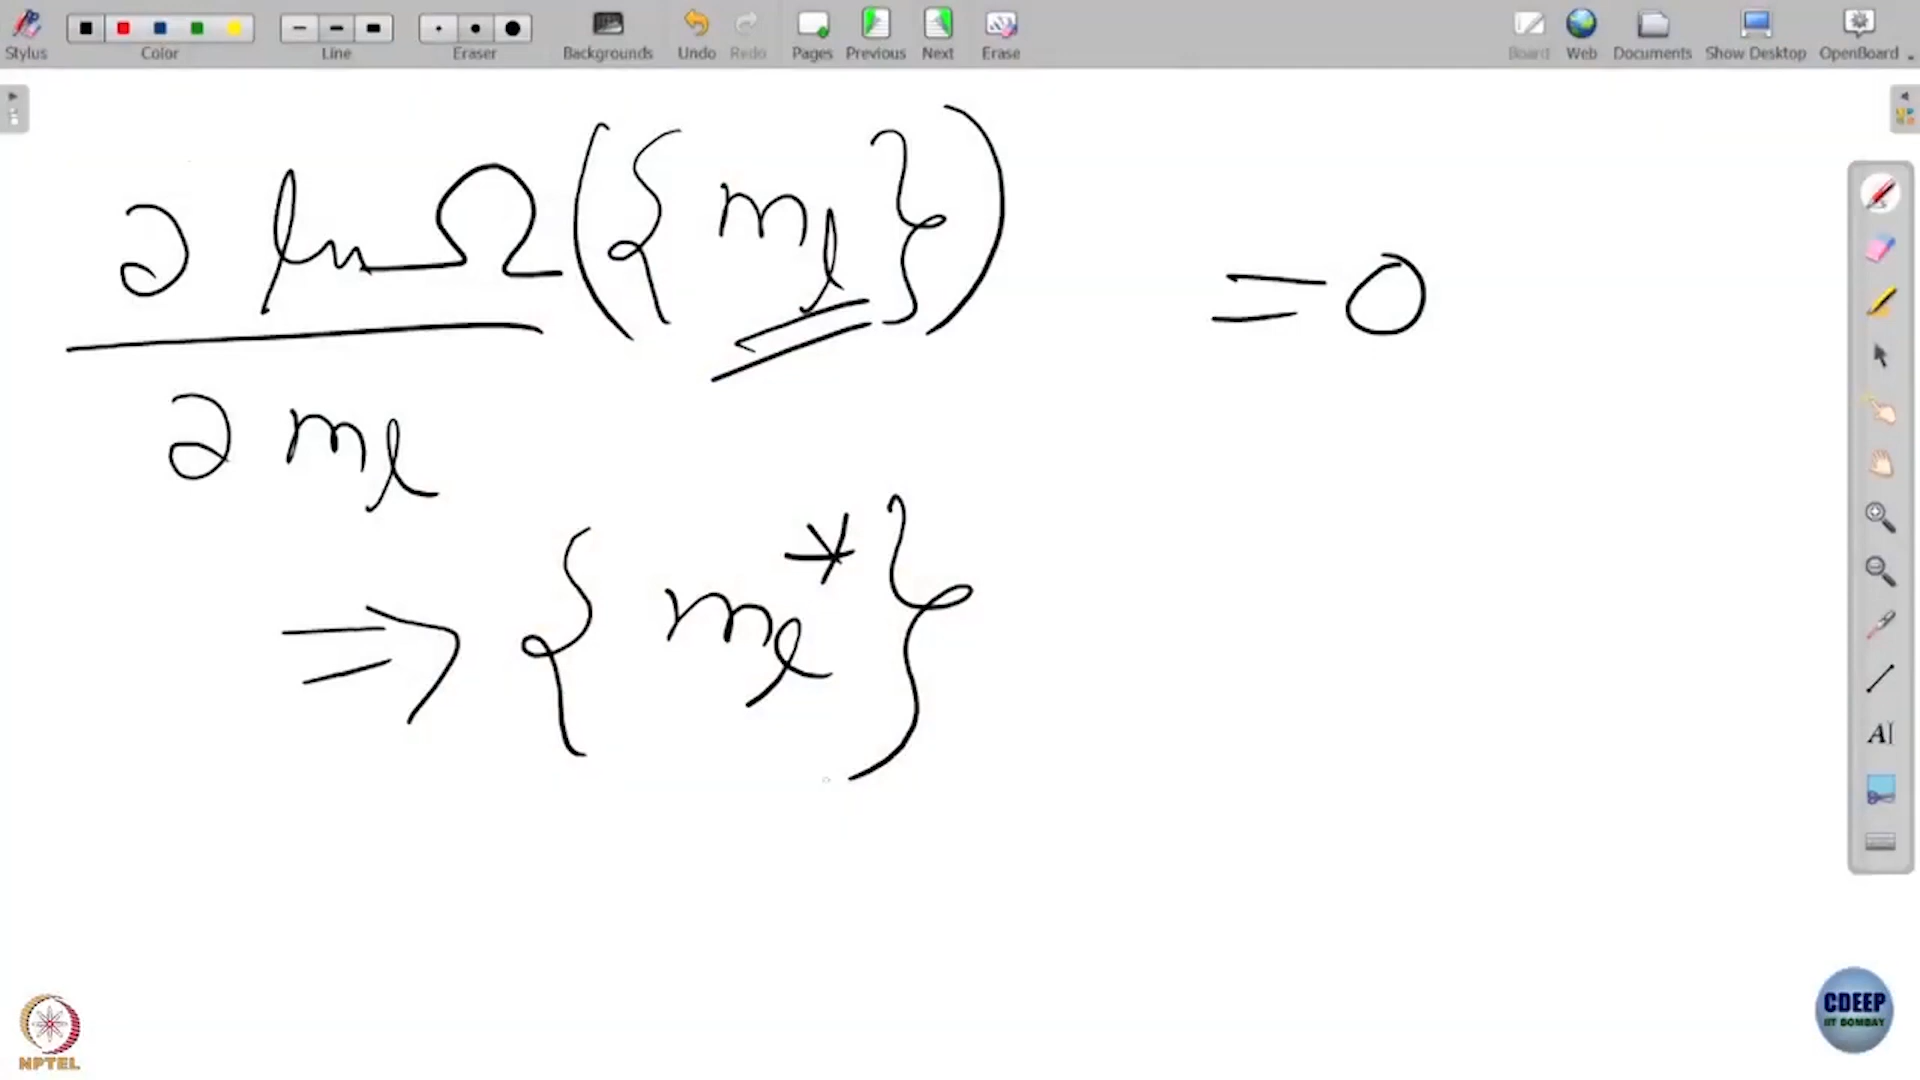 Stylus Color Line Eraser Backgrounds Undo Redo Pages Previous Next Erase Board Web Documents Show Desktop OpenBoard
∂ ln Ω({m_l}) / ∂ m_l = 0
⇒ {m_l*}
AI
NPTEL
CDEEP
IIT BOMBAY